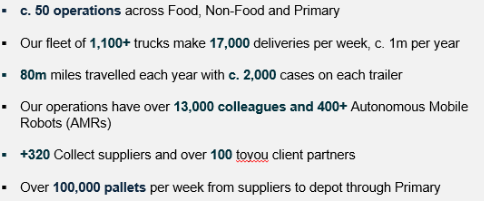 ▪ c. 50 operations across Food, Non-Food and Primary
▪ Our fleet of 1,100+ trucks make 17,000 deliveries per week, c. 1m per year
▪ 80m miles travelled each year with c. 2,000 cases on each trailer
▪ Our operations have over 13,000 colleagues and 400+ Autonomous Mobile
Robots (AMRs)
▪ +320 Collect suppliers and over 100 toyou client partners
▪ Over 100,000 pallets per week from suppliers to depot through Primary